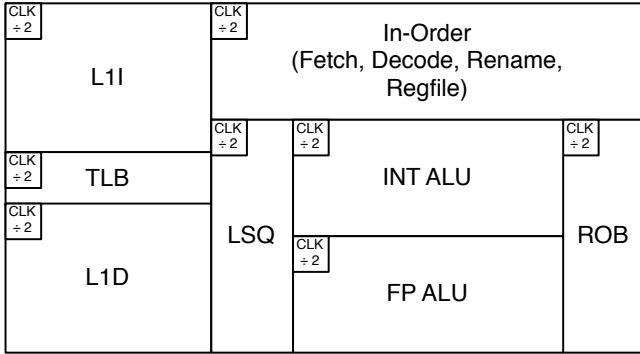 CLK
÷ 2
L1I
CLK
÷ 2
In-Order
(Fetch, Decode, Rename,
Regfile)
CLK
÷ 2
TLB
CLK
÷ 2
L1D
CLK
÷ 2
LSQ
CLK
÷ 2
INT ALU
CLK
÷ 2
FP ALU
CLK
÷ 2
ROB